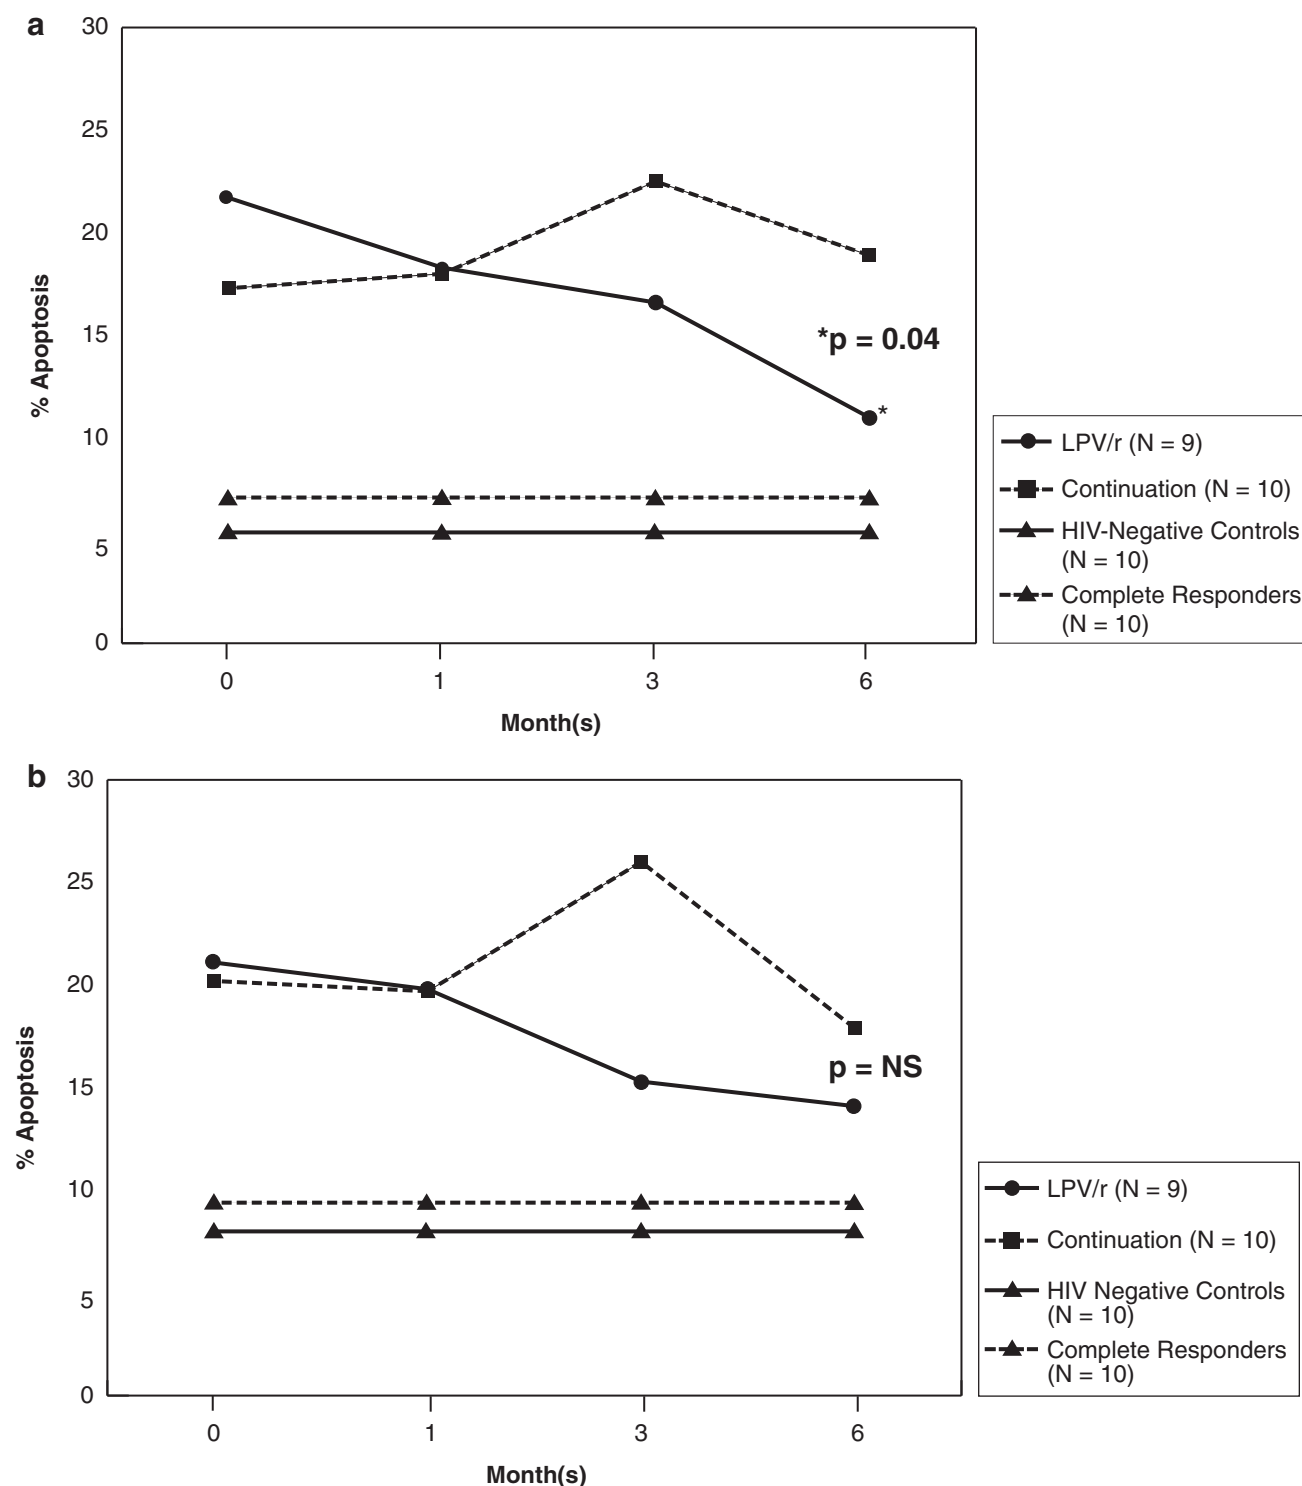 a
30
25
20
15
10
5
0
% Apoptosis
*p = 0.04
*
0 1 3 6
Month(s)
LPV/r (N = 9)
Continuation (N = 10)
HIV-Negative Controls
(N = 10)
Complete Responders
(N = 10)
b
30
25
20
15
10
5
0
% Apoptosis
p = NS
0 1 3 6
Month(s)
LPV/r (N = 9)
Continuation (N = 10)
HIV Negative Controls
(N = 10)
Complete Responders
(N = 10)